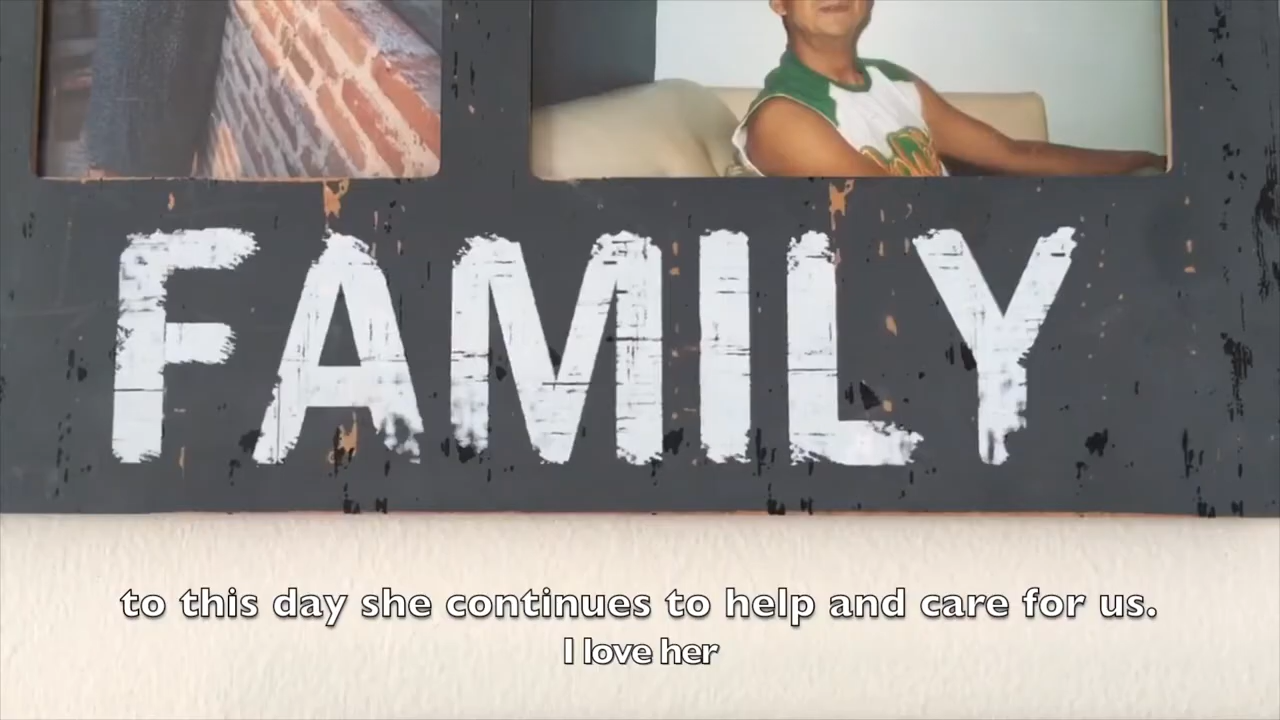 FAMILY
to this day she continues to help and care for us.
I love her